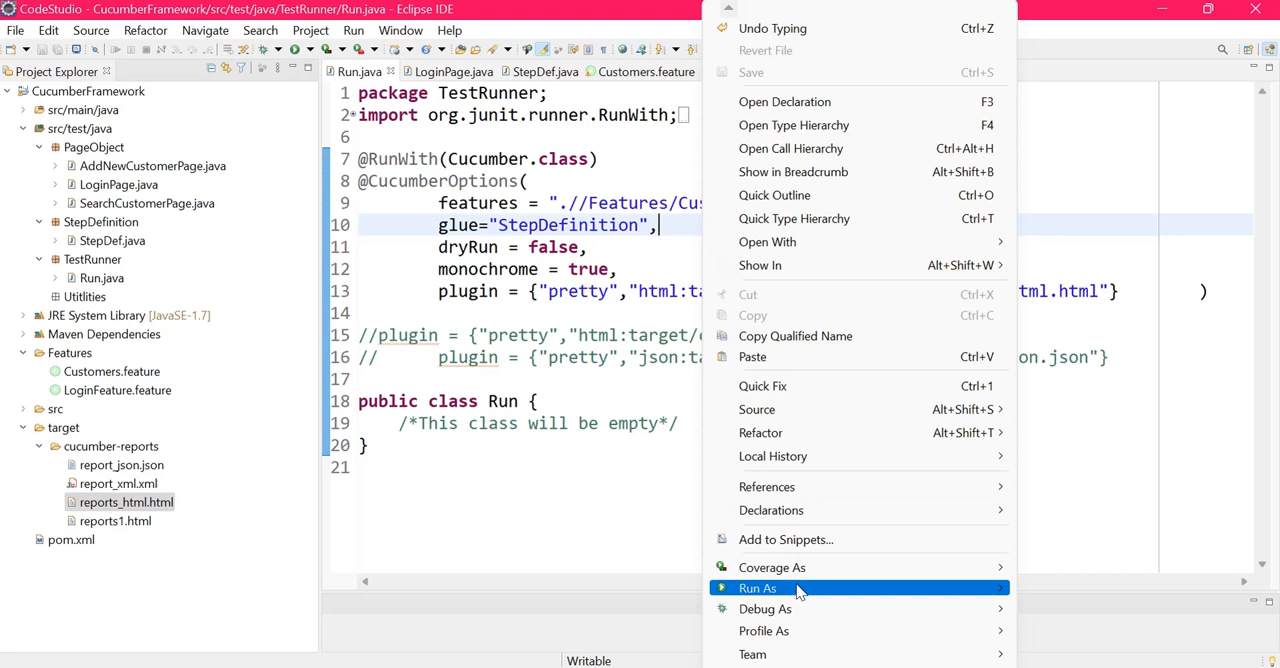 CodeStudio - CucumberFramework/src/test/java/TestRunner/Run.java - Eclipse IDE
File Edit Source Refactor Navigate Search Project Run Window Help
Project Explorer
CucumberFramework
src/main/java
src/test/java
PageObject
AddNewCustomerPage.java
LoginPage.java
SearchCustomerPage.java
StepDefinition
StepDef.java
TestRunner
Run.java
Utitlities
JRE System Library [JavaSE-1.7]
Maven Dependencies
Features
Customers.feature
LoginFeature.feature
src
target
cucumber-reports
report_json.json
report_xml.xml
reports_html.html
reports1.html
pom.xml
Run.java LoginPage.java StepDef.java Customers.feature
1 package TestRunner;
2 import org.junit.runner.RunWith;
6
7 @RunWith(Cucumber.class)
8 @CucumberOptions(
9 features = ".//Features/Cus
10 glue="StepDefinition",
11 dryRun = false,
12 monochrome = true,
13 plugin = {"pretty","html:ta tml.html"} )
14
15 //plugin = {"pretty","html:target/
16 // plugin = {"pretty","json:ta on.json"}
17
18 public class Run {
19 /*This class will be empty*/
20 }
21
Undo Typing Ctrl+Z
Revert File
Save Ctrl+S
Open Declaration F3
Open Type Hierarchy F4
Open Call Hierarchy Ctrl+Alt+H
Show in Breadcrumb Alt+Shift+B
Quick Outline Ctrl+O
Quick Type Hierarchy Ctrl+T
Open With
Show In Alt+Shift+W
Cut Ctrl+X
Copy Ctrl+C
Copy Qualified Name
Paste Ctrl+V
Quick Fix Ctrl+1
Source Alt+Shift+S
Refactor Alt+Shift+T
Local History
References
Declarations
Add to Snippets...
Coverage As
Run As
Debug As
Profile As
Team
Writable